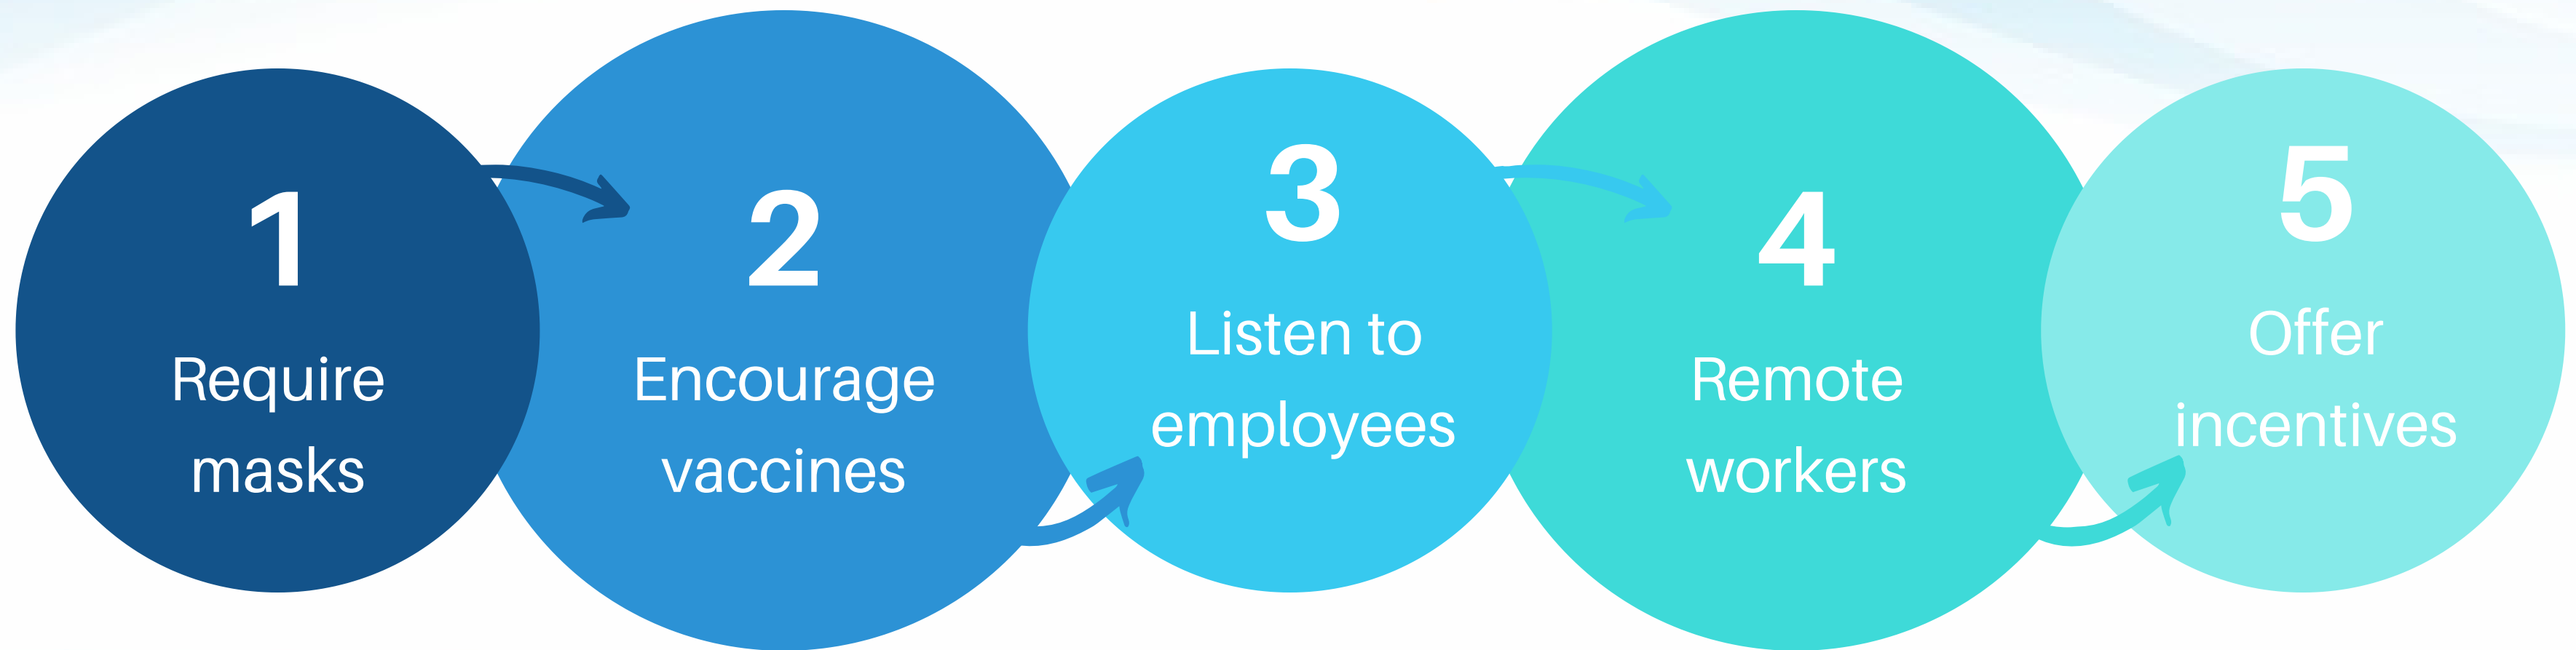 1
Require
masks
2
Encourage
vaccines
3
Listen to
employees
4
Remote
workers
5
Offer
incentives